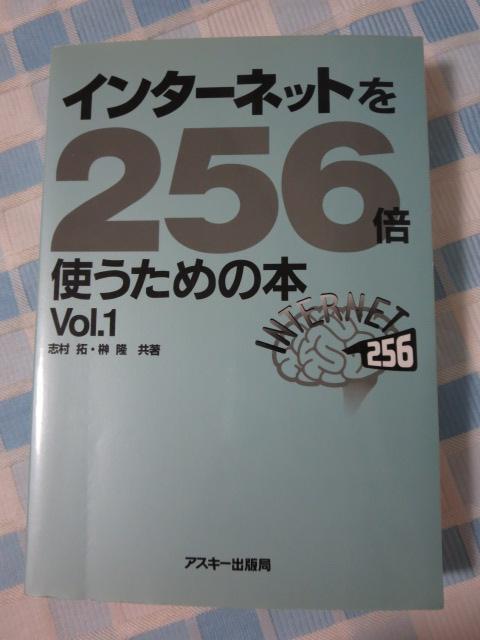 インターネットを
256倍
使うための本
Vol.1
志村 拓・榊 隆 共著
INTERNET
256
アスキー出版局